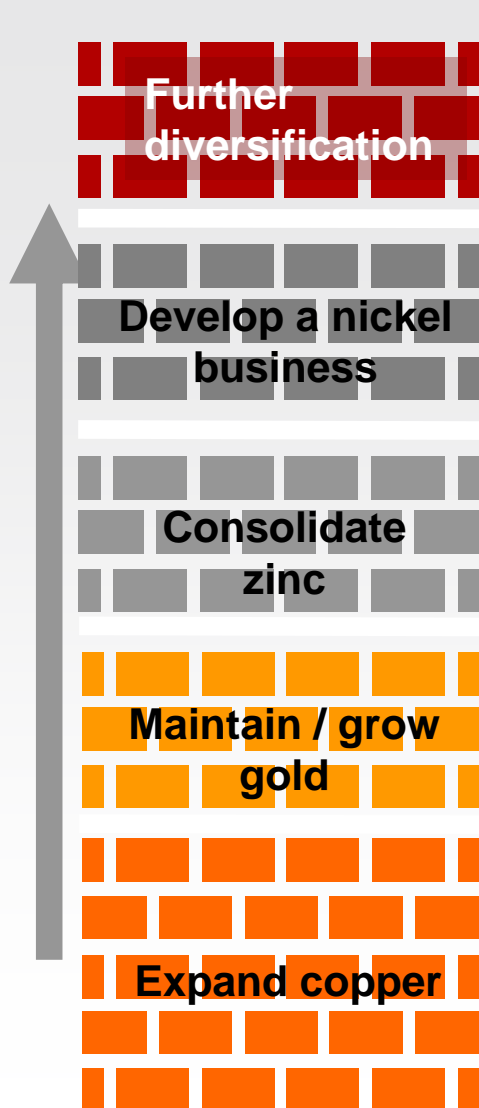 Further
diversification
Develop a nickel
business
Consolidate
zinc
Maintain / grow
gold
Expand copper